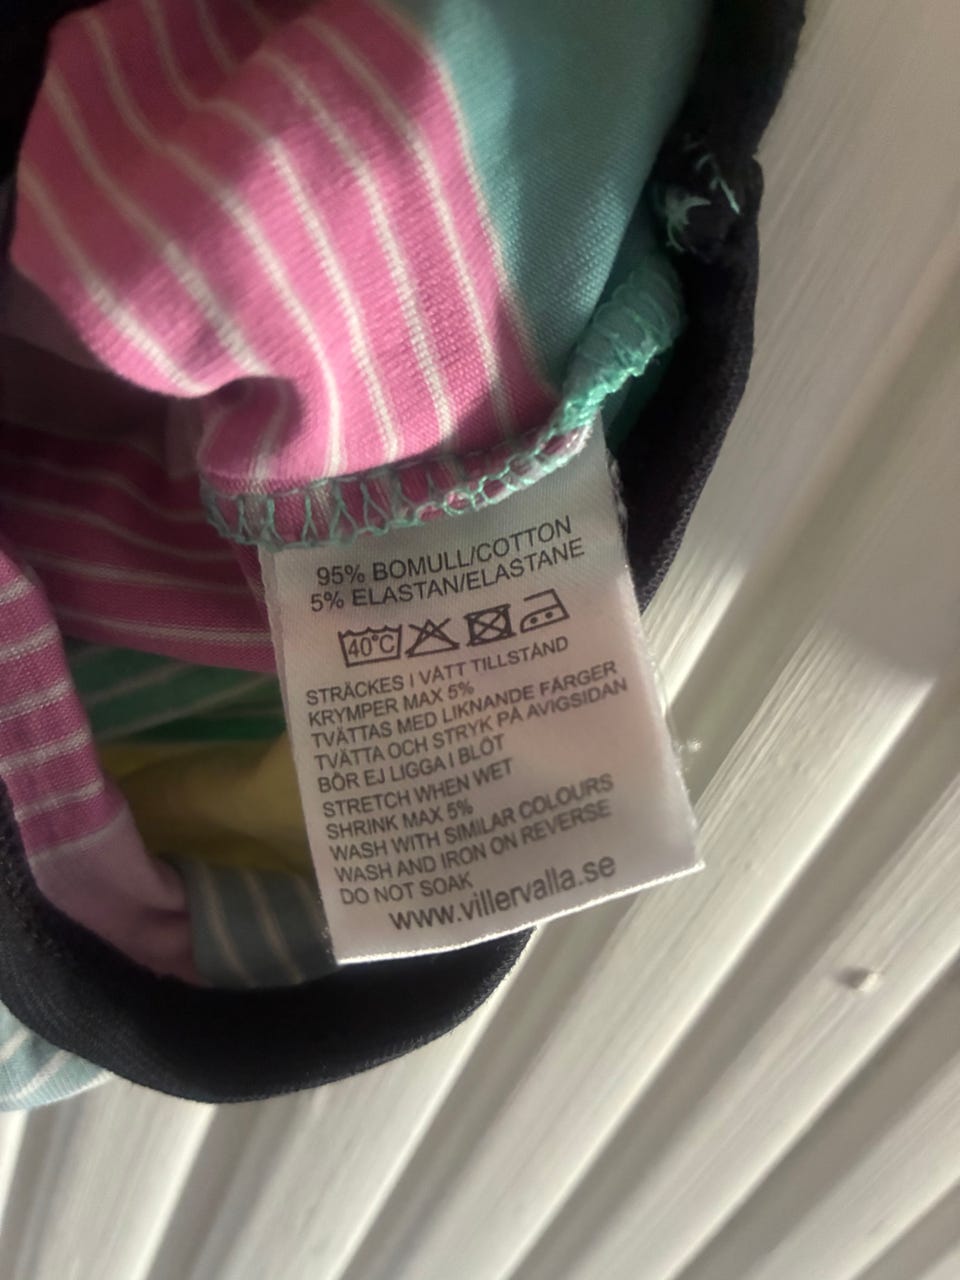 95% BOMULL/COTTON
5% ELASTAN/ELASTANE
40°C
STRÄCKES I VÅTT TILLSTÅND
KRYMPER MAX 5%
TVÄTTAS MED LIKNANDE FÄRGER
TVÄTTA OCH STRYK PÅ AVIGSIDAN
BÖR EJ LIGGA I BLÖT
STRETCH WHEN WET
SHRINK MAX 5%
WASH WITH SIMILAR COLOURS
WASH AND IRON ON REVERSE
DO NOT SOAK
www.villervalla.se